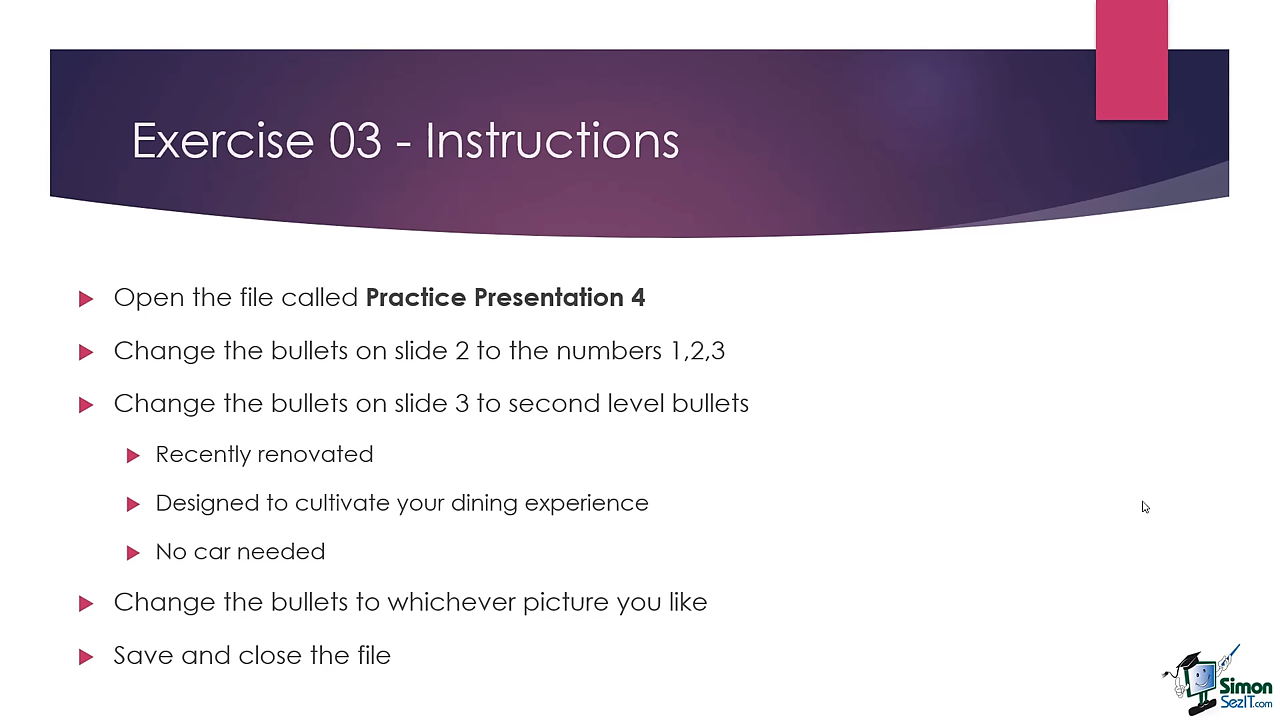 Exercise 03 - Instructions
Open the file called Practice Presentation 4
Change the bullets on slide 2 to the numbers 1,2,3
Change the bullets on slide 3 to second level bullets
Recently renovated
Designed to cultivate your dining experience
No car needed
Change the bullets to whichever picture you like
Save and close the file
Simon
SezIT.com